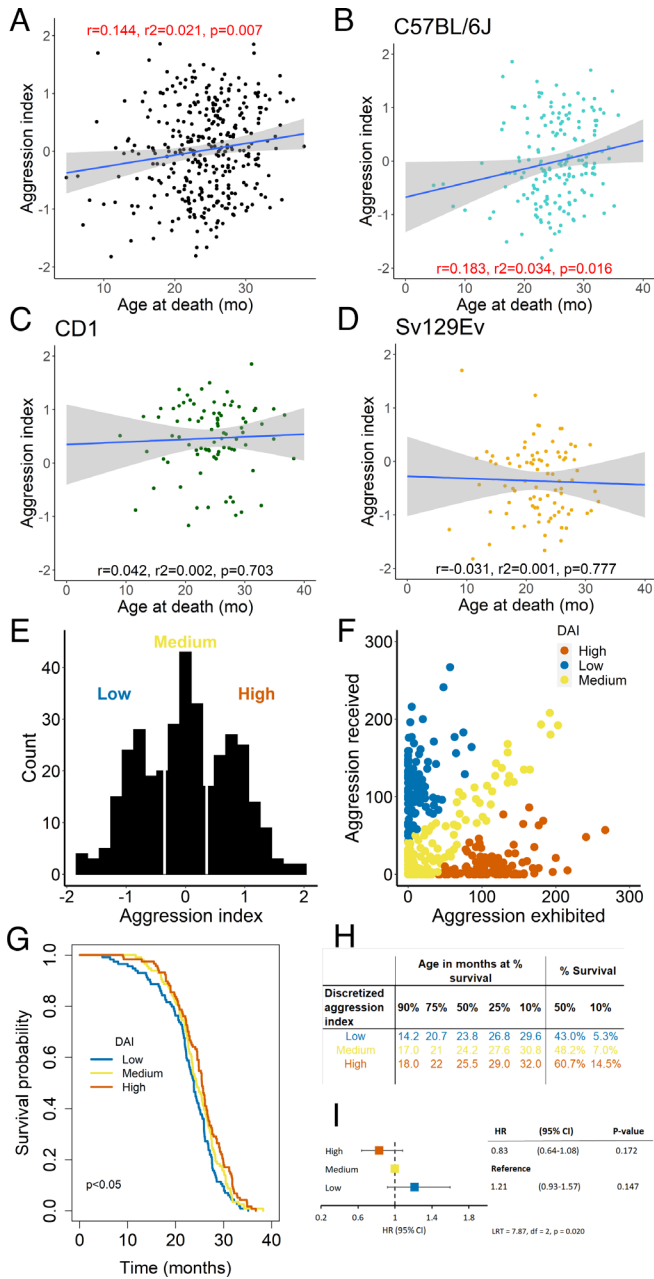 A
r=0.144, r2=0.021, p=0.007
Aggression index
2
1
0
-1
-2
10
20
30
Age at death (mo)
B
C57BL/6J
Aggression index
2
1
0
-1
-2
0
10
20
30
40
r=0.183, r2=0.034, p=0.016
Age at death (mo)
C
CD1
Aggression index
2
1
0
-1
-2
r=0.042, r2=0.002, p=0.703
0
10
20
30
40
Age at death (mo)
D
Sv129Ev
Aggression index
2
1
0
-1
-2
r=-0.031, r2=0.001, p=0.777
0
10
20
30
40
Age at death (mo)
E
Medium
Low
High
Count
40
30
20
10
0
-2
-1
0
1
2
Aggression index
F
DAI
High
Low
Medium
Aggression received
300
200
100
0
0
100
200
300
Aggression exhibited
G
Survival probability
1.0
0.8
0.6
0.4
0.2
0.0
DAI
Low
Medium
High
p<0.05
0
10
20
30
40
Time (months)
H
Age in months at % survival
% Survival
Discretized aggression index
90% 75% 50% 25% 10% 50% 10%
Low 14.2 20.7 23.8 26.8 29.6 43.0% 5.3%
Medium 17.0 21 24.2 27.6 30.8 48.2% 7.0%
High 18.0 22 25.5 29.0 32.0 60.7% 14.5%
I
HR (95% CI) P-value
High 0.83 (0.64-1.08) 0.172
Medium Reference
Low 1.21 (0.93-1.57) 0.147
0.2 0.6 1 1.4 1.8
HR (95% CI)
LRT = 7.87, df = 2, p = 0.020